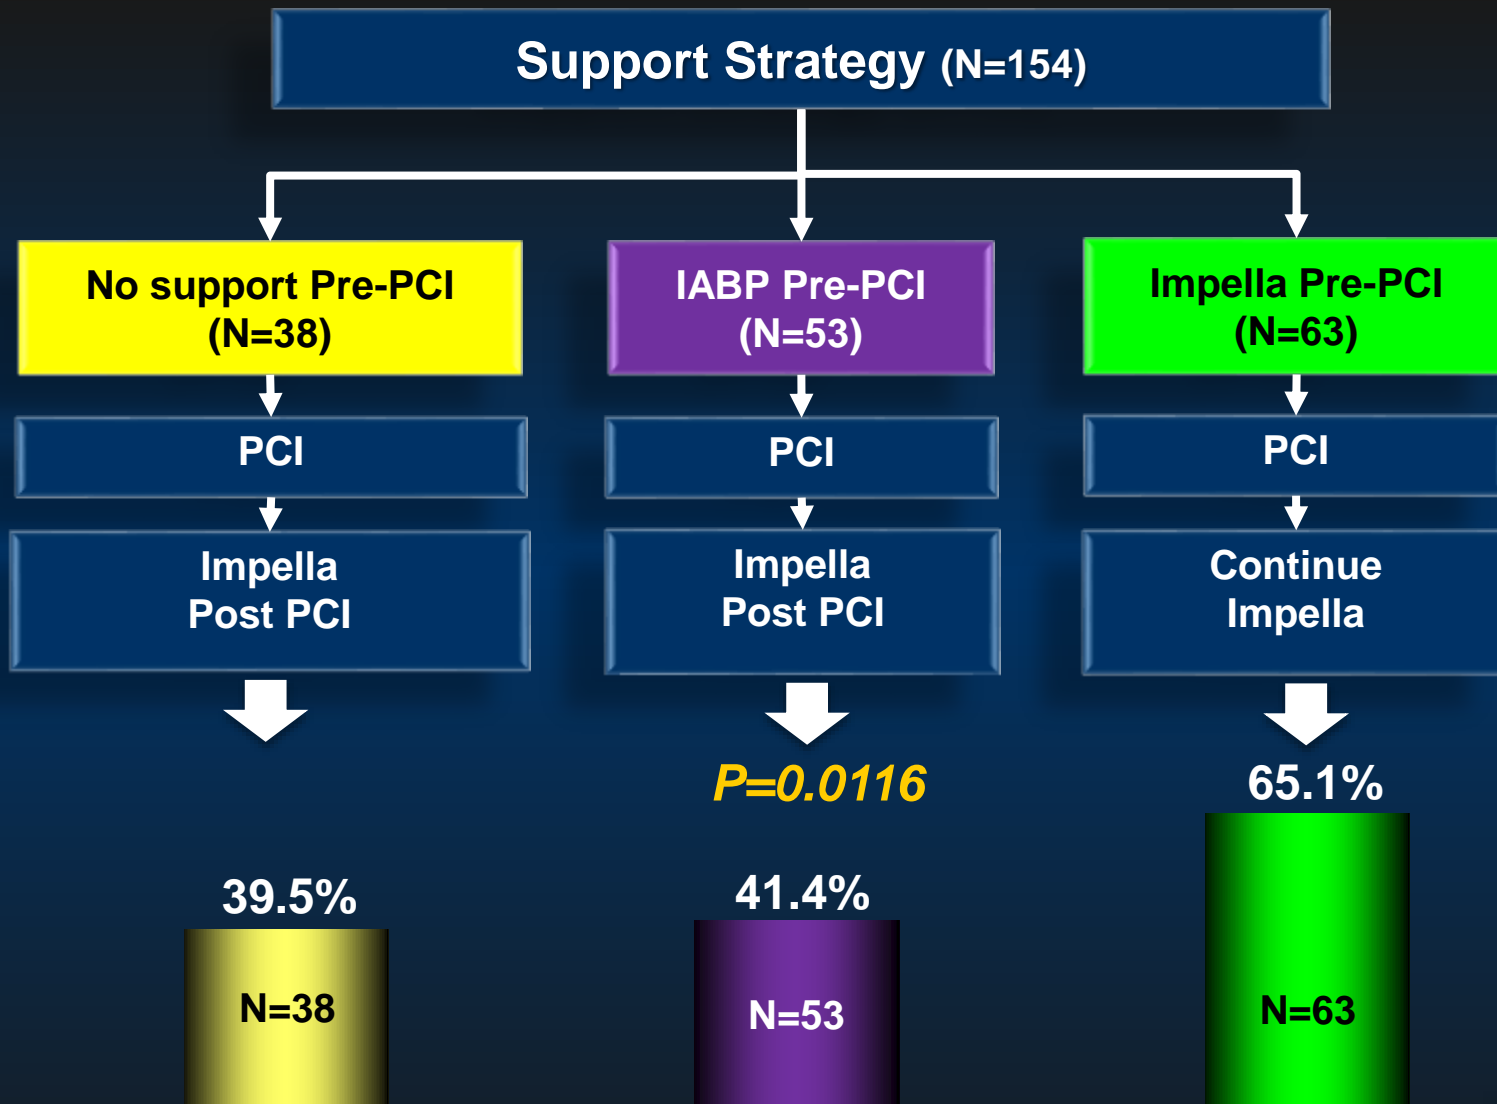 Support Strategy (N=154)
No support Pre-PCI
(N=38)
IABP Pre-PCI
(N=53)
Impella Pre-PCI
(N=63)
PCI
PCI
PCI
Impella
Post PCI
Impella
Post PCI
Continue
Impella
39.5%
P=0.0116
41.4%
65.1%
N=38
N=53
N=63